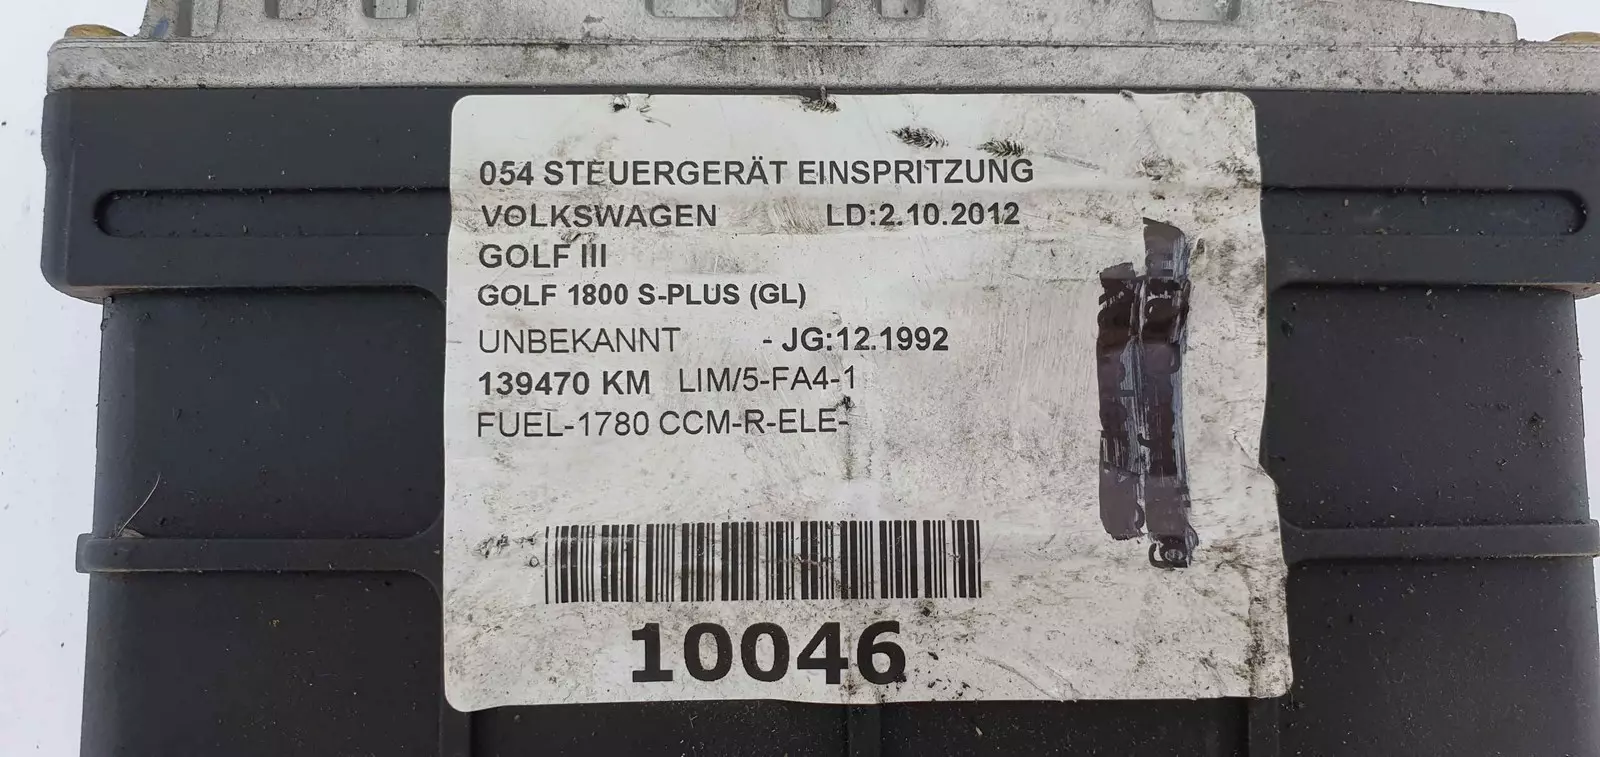 054 STEUERGERÄT EINSPRITZUNG
VOLKSWAGEN LD:2.10.2012
GOLF III
GOLF 1800 S-PLUS (GL)
UNBEKANNT - JG:12.1992
139470 KM LIM/5-FA4-1
FUEL-1780 CCM-R-ELE-
10046